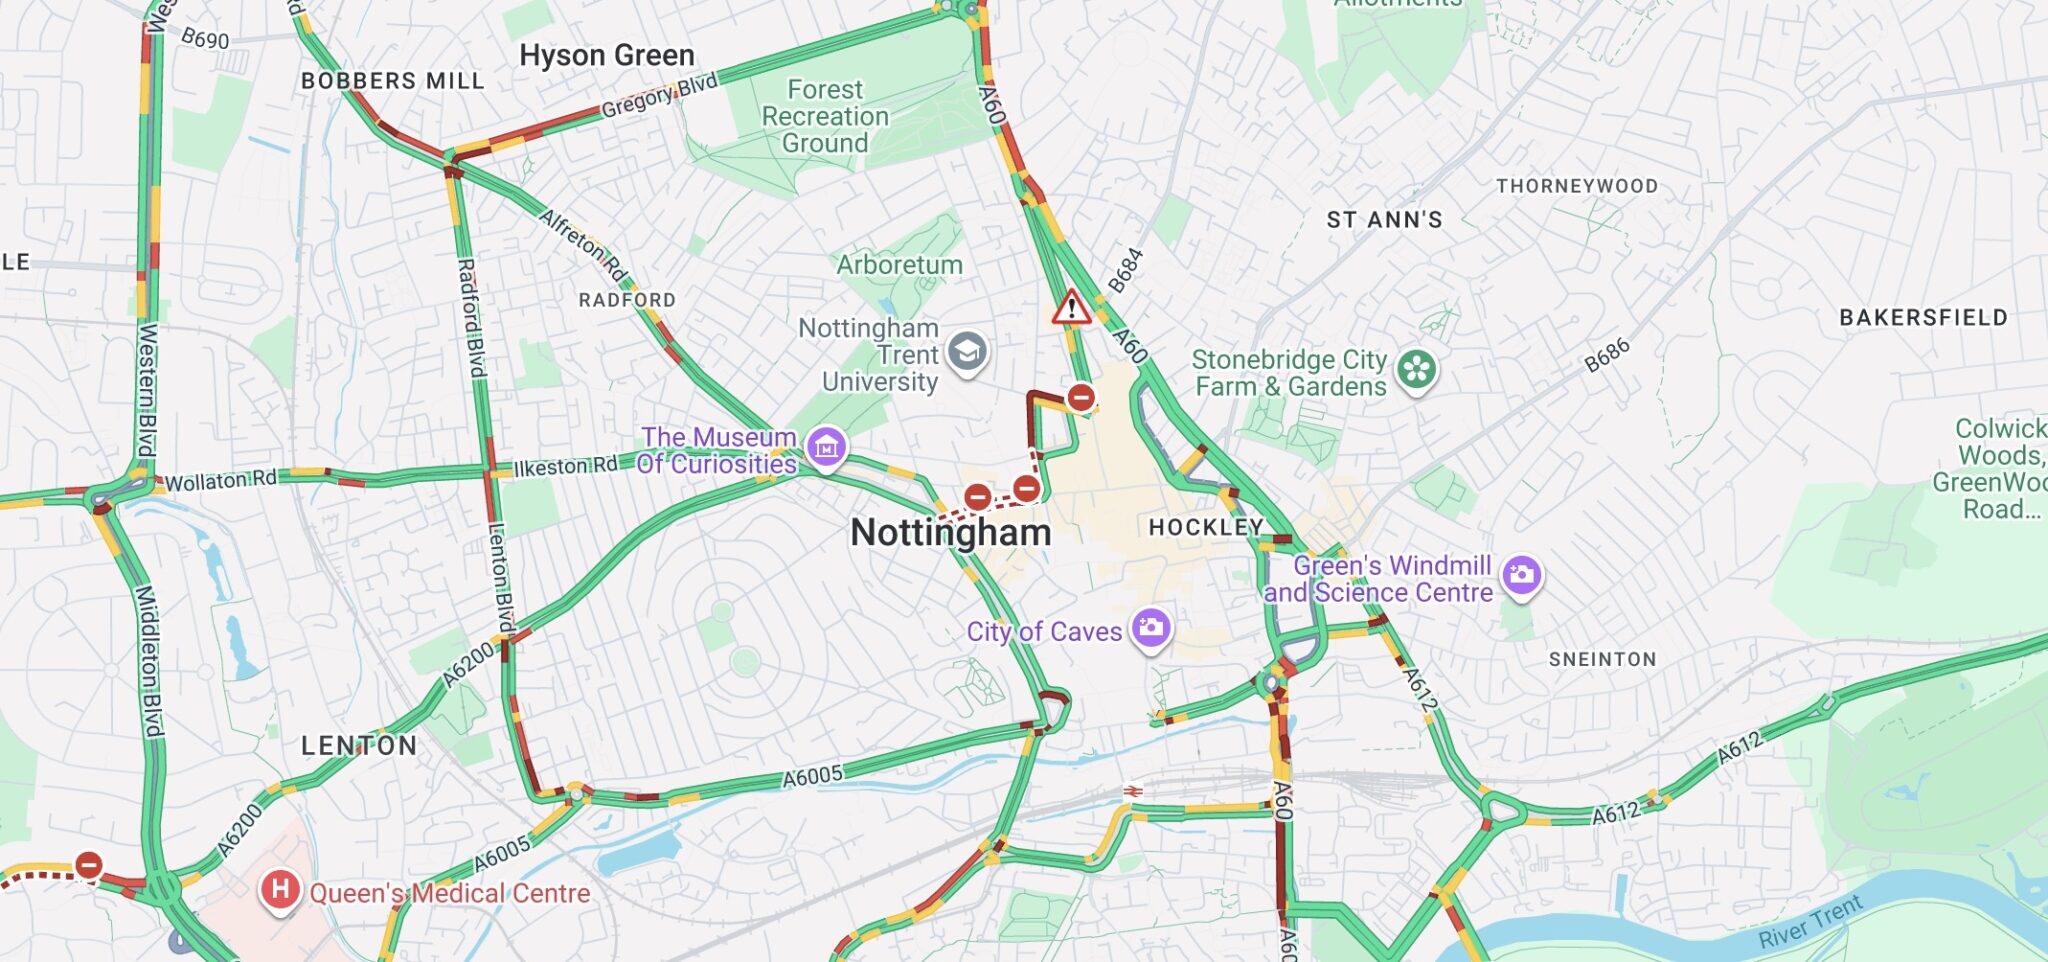 Allotments
Rd
B690
Hyson Green
BOBBERS MILL
Gregory Blvd
Forest
Recreation
Ground
A60
THORNEYWOOD
ST ANN'S
Alfreton Rd
B684
LE
Arboretum
Radford Blvd
RADFORD
BAKERSFIELD
Western Blvd
Nottingham
Trent
University
A60
Stonebridge City
Farm & Gardens
B686
The Museum
Of Curiosities
Colwick
Woods,
GreenWoo
Road...
Wollaton Rd
Ilkeston Rd
Nottingham
HOCKLEY
Lenton Blvd
Green's Windmill
and Science Centre
Middleton Blvd
City of Caves
SNEINTON
A6200
A612
LENTON
A6005
A612
A60
A612
A6200
A6005
H
Queen's Medical Centre
River Trent
A60